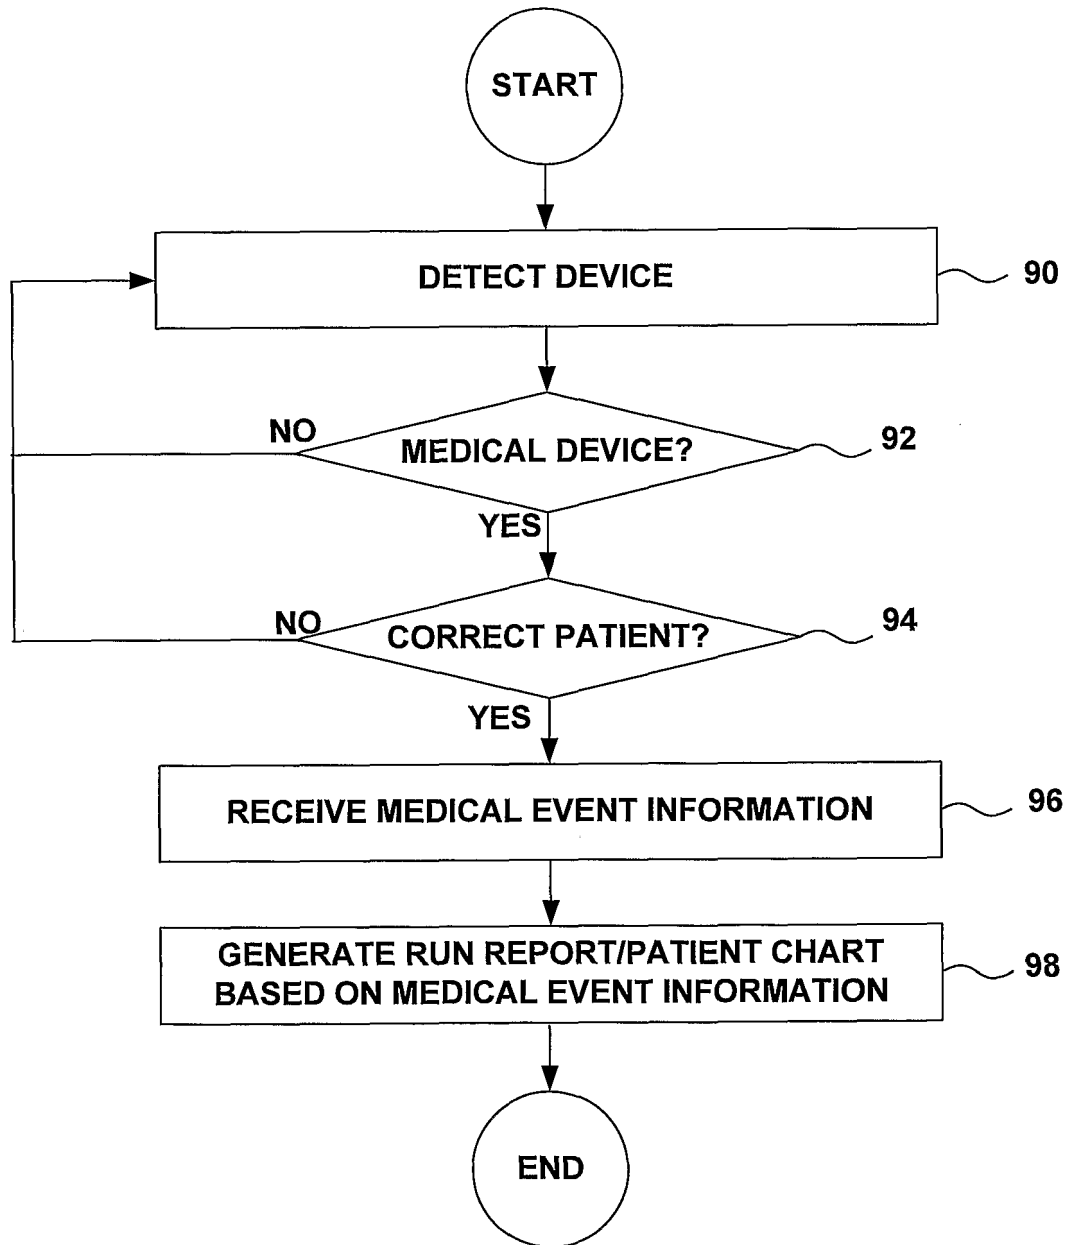 START
DETECT DEVICE
90
NO
MEDICAL DEVICE?
92
YES
NO
CORRECT PATIENT?
94
YES
RECEIVE MEDICAL EVENT INFORMATION
96
GENERATE RUN REPORT/PATIENT CHART
BASED ON MEDICAL EVENT INFORMATION
98
END